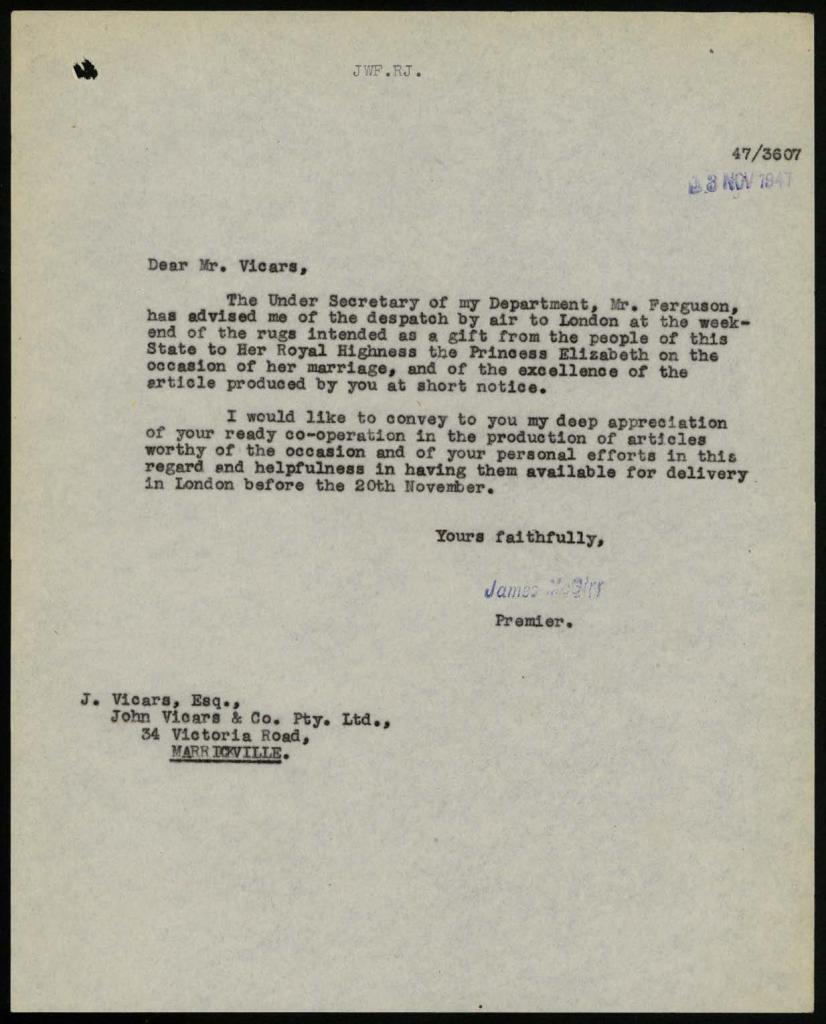 JWF.RJ.
47/3607
13 NOV 1947
Dear Mr. Vicars,
The Under Secretary of my Department, Mr. Ferguson,
has advised me of the despatch by air to London at the week-
end of the rugs intended as a gift from the people of this
State to Her Royal Highness the Princess Elizabeth on the
occasion of her marriage, and of the excellence of the
article produced by you at short notice.
I would like to convey to you my deep appreciation
of your ready co-operation in the production of articles
worthy of the occasion and of your personal efforts in this
regard and helpfulness in having them available for delivery
in London before the 20th November.
Yours faithfully,
James McGirr
Premier.
J. Vicars, Esq.,
John Vicars & Co. Pty. Ltd.,
34 Victoria Road,
MARRICKVILLE.